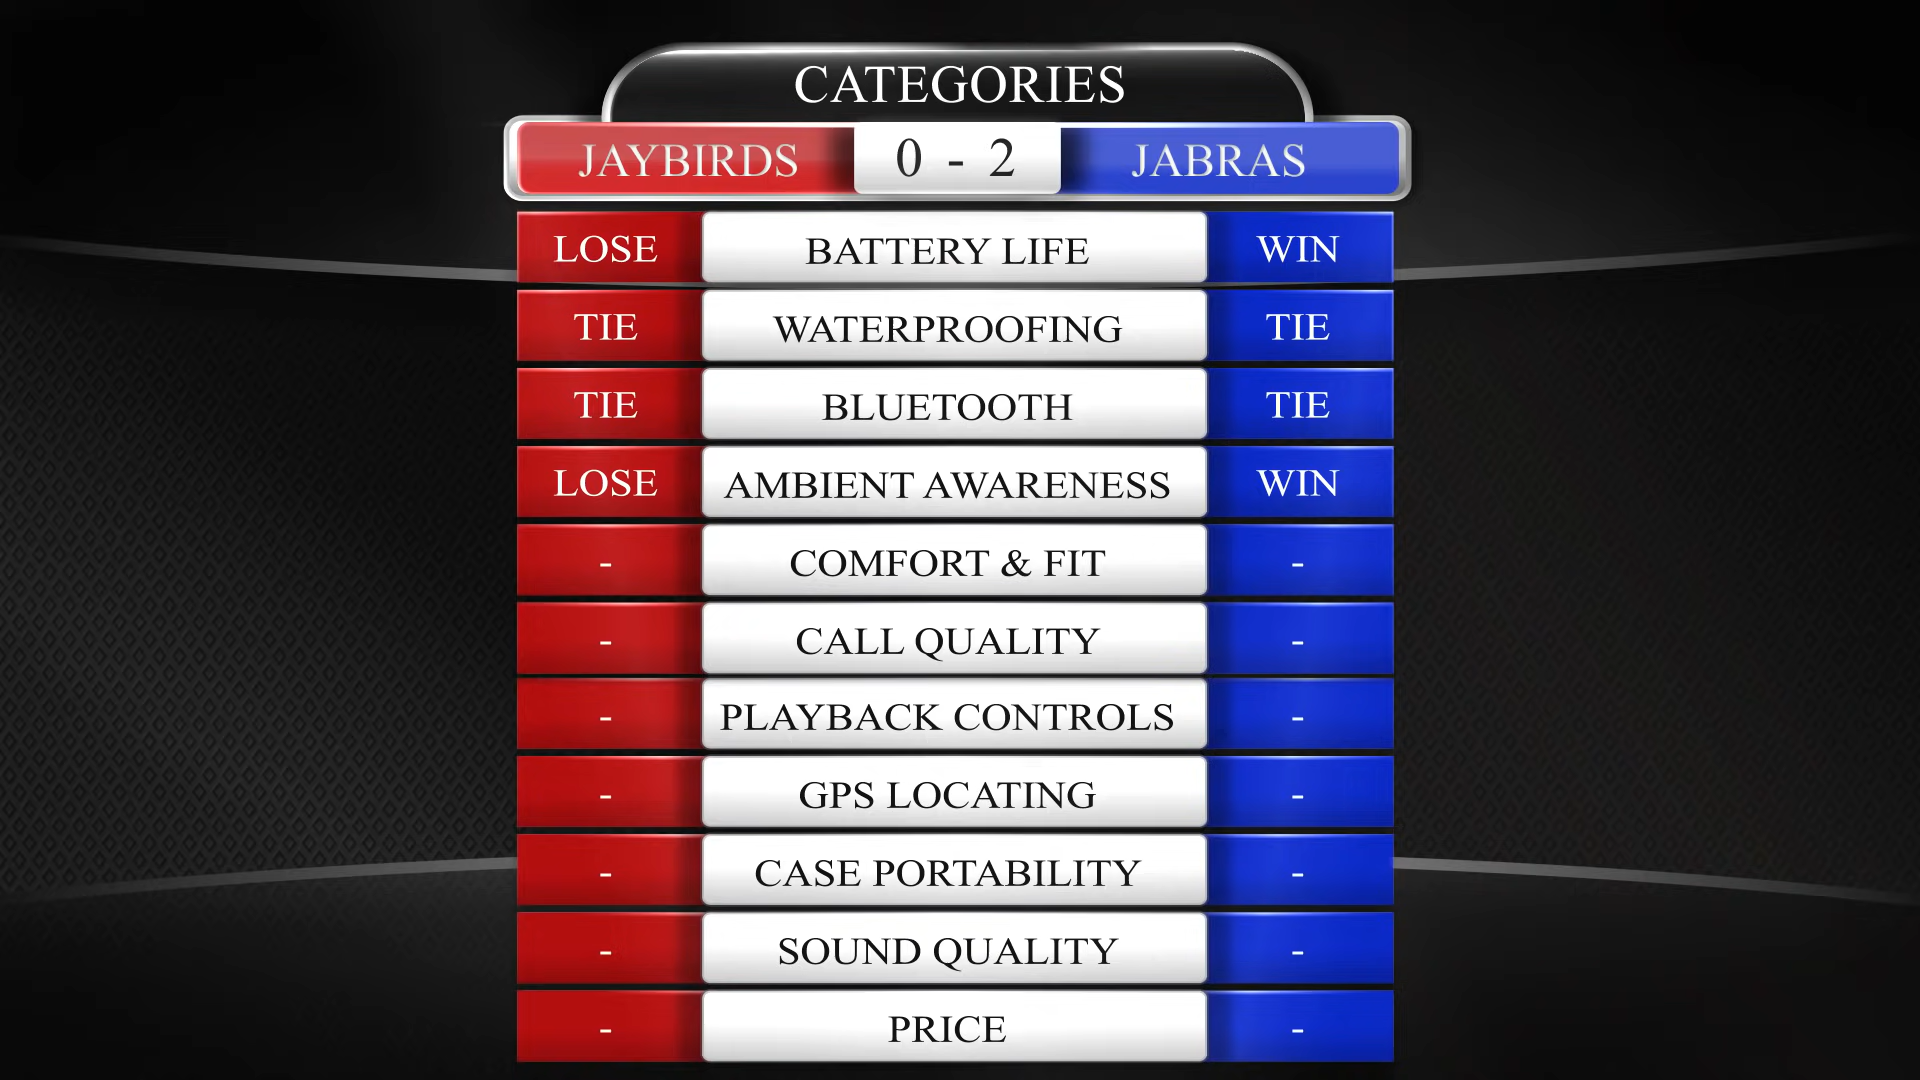 CATEGORIES
JAYBIRDS 0 - 2 JABRAS
LOSE BATTERY LIFE WIN
TIE WATERPROOFING TIE
TIE BLUETOOTH TIE
LOSE AMBIENT AWARENESS WIN
- COMFORT & FIT -
- CALL QUALITY -
- PLAYBACK CONTROLS -
- GPS LOCATING -
- CASE PORTABILITY -
- SOUND QUALITY -
- PRICE -